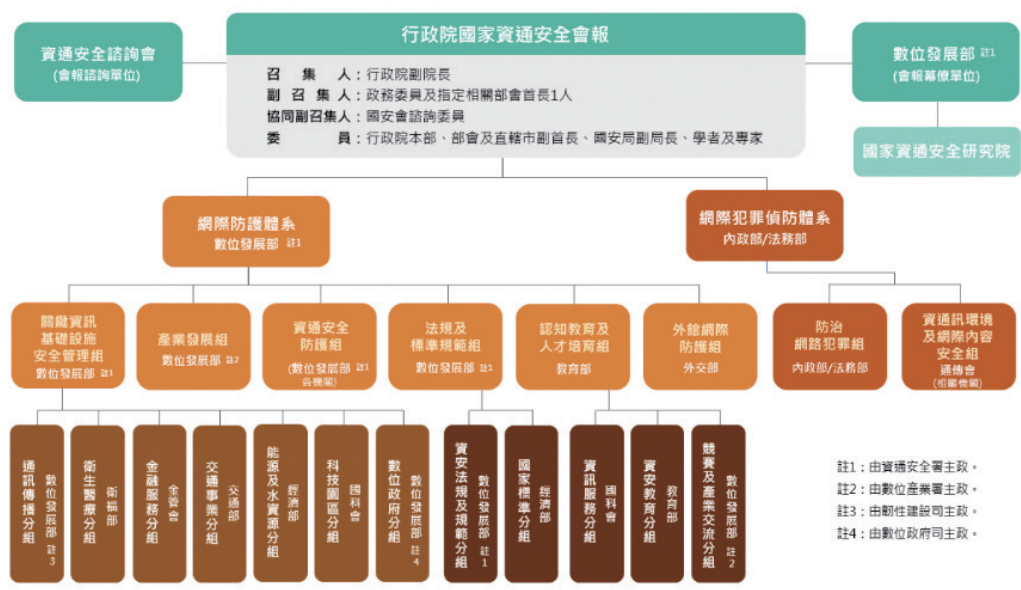 資通安全諮詢會
(會報諮詢單位)
行政院國家資通安全會報
召集人：行政院副院長
副召集人：政務委員及指定相關部會首長1人
協同副召集人：國安會諮詢委員
委員：行政院本部、部會及直轄市副首長、國安局副局長、學者及專家
數位發展部 註1
(會報幕僚單位)
國家資通安全研究院
網際防護體系
數位發展部 註1
網際犯罪偵防體系
內政部/法務部
關鍵資訊
基礎設施
安全管理組
數位發展部 註1
產業發展組
數位發展部 註2
資通安全
防護組
(數位發展部 註1
各機關)
法規及
標準規範組
數位發展部 註1
認知教育及
人才培育組
教育部
外館網際
防護組
外交部
防治
網路犯罪組
內政部/法務部
資通訊環境
及網際內容
安全組
通傳會
(相關機關)
通訊傳播分組
數位發展部 註3
衛生醫療分組
衛福部
金融服務分組
金管會
交通事業分組
交通部
能源及水資源分組
經濟部
科技園區分組
國科會
數位政府分組
數位發展部 註4
資安法規及規範分組
數位發展部 註1
國家標準分組
經濟部
資訊服務分組
國科會
資安教育分組
教育部
競賽及產業交流分組
數位發展部 註2
註1：由資通安全署主政。
註2：由數位產業署主政。
註3：由韌性建設司主政。
註4：由數位政府司主政。